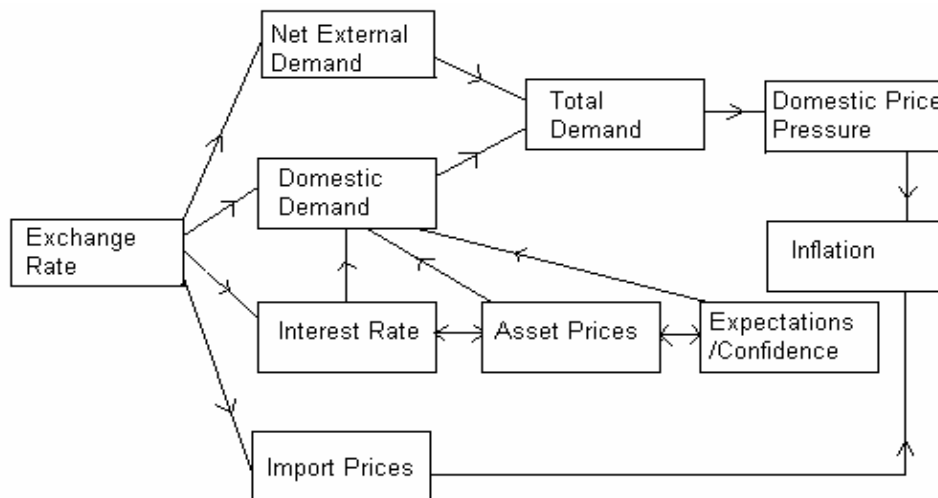 Net External
Demand
Total
Demand
Domestic Price
Pressure
Domestic
Demand
Exchange
Rate
Inflation
Interest Rate
Asset Prices
Expectations
/Confidence
Import Prices